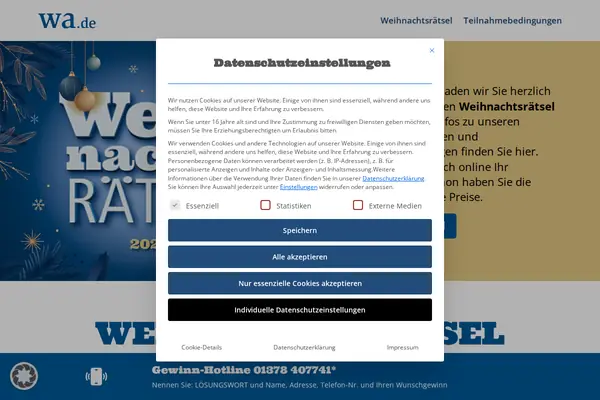 wa.de
Weihnachtsrätsel
Teilnahmebedingungen
Datenschutzeinstellungen
Wir nutzen Cookies auf unserer Website. Einige von ihnen sind essenziell, während andere uns
helfen, diese Website und Ihre Erfahrung zu verbessern.
Wenn Sie unter 16 Jahre alt sind und Ihre Zustimmung zu freiwilligen Diensten geben möchten,
müssen Sie Ihre Erziehungsberechtigten um Erlaubnis bitten.
Wir verwenden Cookies und andere Technologien auf unserer Website. Einige von ihnen sind
essenziell, während andere uns helfen, diese Website und Ihre Erfahrung zu verbessern.
Personenbezogene Daten können verarbeitet werden (z. B. IP-Adressen), z. B. für
personalisierte Anzeigen und Inhalte oder Anzeigen- und Inhaltsmessung.Weitere
Informationen über die Verwendung Ihrer Daten finden Sie in unserer Datenschutzerklärung.
Sie können Ihre Auswahl jederzeit unter Einstellungen widerrufen oder anpassen.
Essenziell
Statistiken
Externe Medien
Speichern
Alle akzeptieren
Nur essenzielle Cookies akzeptieren
Individuelle Datenschutzeinstellungen
Cookie-Details
Datenschutzerklärung
Impressum
We
nac
RÄT
202
aden wir Sie herzlich
en Weihnachtsrätsel
fos zu unseren
en und
gen finden Sie hier.
ch online Ihr
hon haben Sie die
e Preise.
WE
SEL
Gewinn-Hotline 01378 407741*
Nennen Sie: LÖSUNGSWORT und Name, Adresse, Telefon-Nr. und Ihren Wunschgewinn